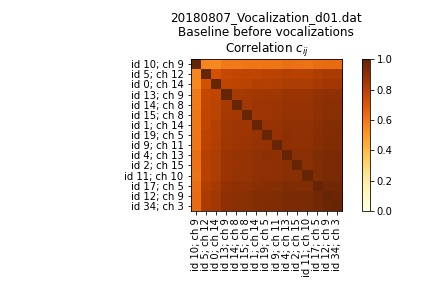 20180807_Vocalization_d01.dat
Baseline before vocalizations
Correlation c_ij
id 10; ch 9
id 5; ch 12
id 0; ch 14
id 13; ch 9
id 14; ch 8
id 15; ch 8
id 1; ch 14
id 19; ch 5
id 9; ch 11
id 4; ch 13
id 2; ch 15
id 11; ch 10
id 17; ch 5
id 12; ch 9
id 34; ch 3
1.0
0.8
0.6
0.4
0.2
0.0
id 10; ch 9
id 5; ch 12
id 0; ch 14
id 13; ch 9
id 14; ch 8
id 15; ch 8
id 1; ch 14
id 19; ch 5
id 9; ch 11
id 4; ch 13
id 2; ch 15
id 11; ch 10
id 17; ch 5
id 12; ch 9
id 34; ch 3